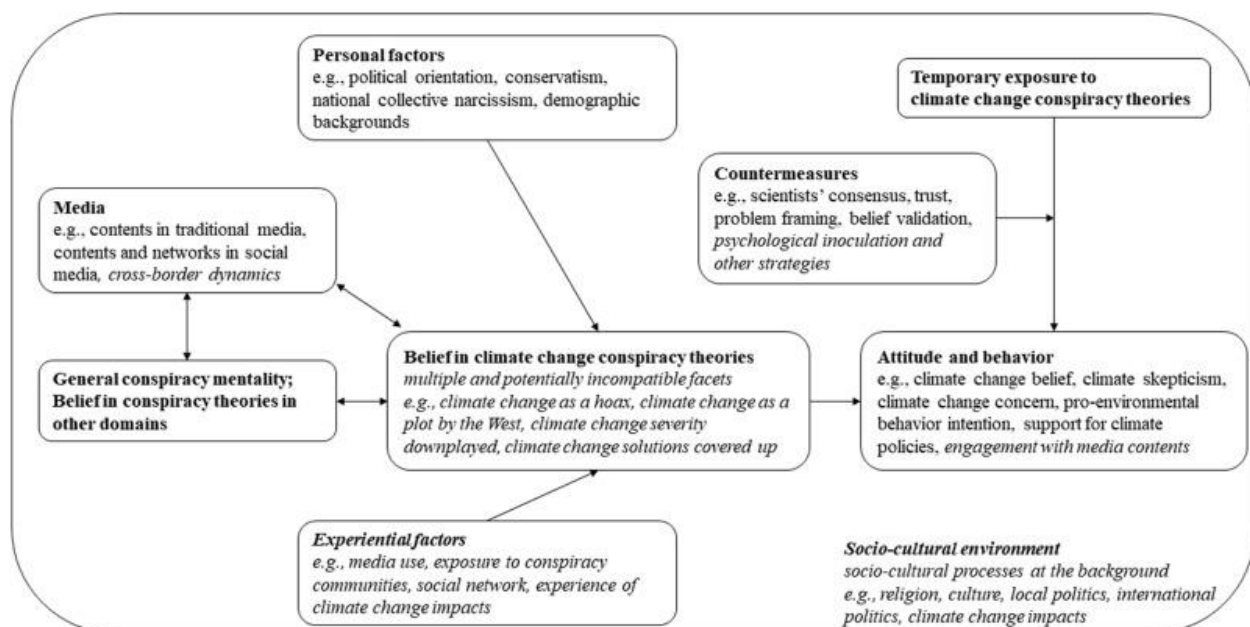 Personal factors
e.g., political orientation, conservatism,
national collective narcissism, demographic
backgrounds
Temporary exposure to
climate change conspiracy theories
Countermeasures
e.g., scientists' consensus, trust,
problem framing, belief validation,
psychological inoculation and
other strategies
Media
e.g., contents in traditional media,
contents and networks in social
media, cross-border dynamics
General conspiracy mentality;
Belief in conspiracy theories in
other domains
Belief in climate change conspiracy theories
multiple and potentially incompatible facets
e.g., climate change as a hoax, climate change as a
plot by the West, climate change severity
downplayed, climate change solutions covered up
Attitude and behavior
e.g., climate change belief, climate skepticism,
climate change concern, pro-environmental
behavior intention, support for climate
policies, engagement with media contents
Experiential factors
e.g., media use, exposure to conspiracy
communities, social network, experience of
climate change impacts
Socio-cultural environment
socio-cultural processes at the background
e.g., religion, culture, local politics, international
politics, climate change impacts